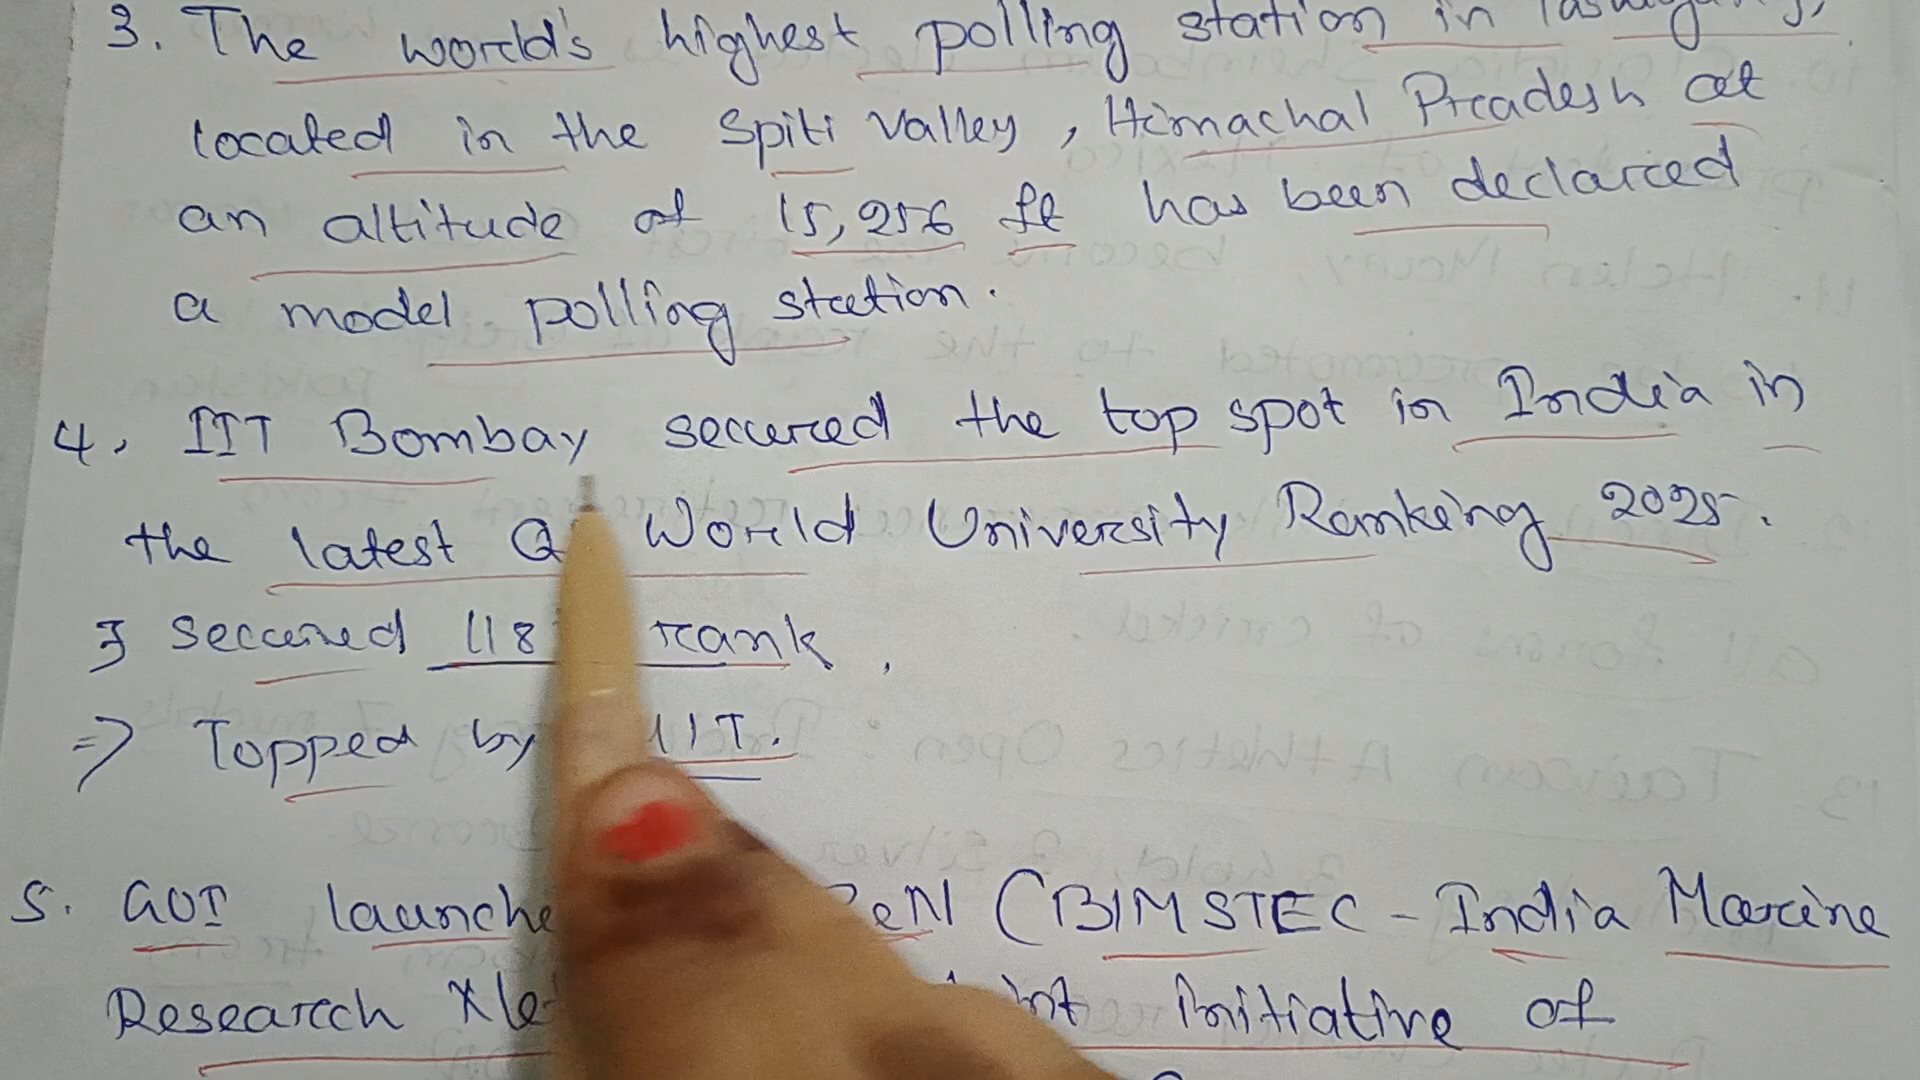 3. The world's highest polling station in
located in the Spiti Valley, Himachal Pradesh at
an altitude of 15,256 ft has been declared
a model polling station.
4. IIT Bombay secured the top spot in India in
the latest Q World University Ranking 2025.
secured 118 rank,
⇒ Topped by
5. GOI (BIMSTEC - India Marine
Research initiative of